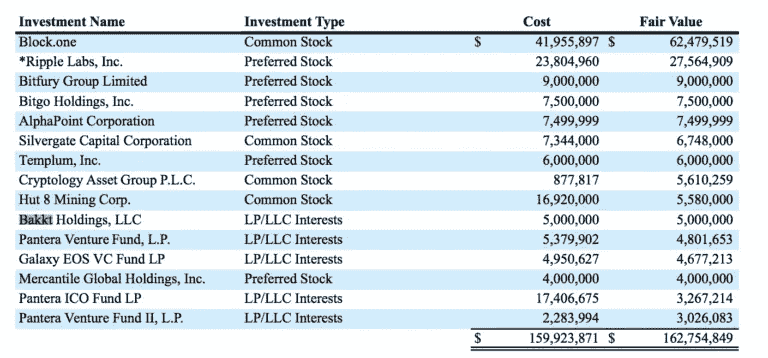 Investment Name Investment Type Cost Fair Value
Block.one Common Stock $ 41,955,897 $ 62,479,519
*Ripple Labs, Inc. Preferred Stock 23,804,960 27,564,909
Bitfury Group Limited Preferred Stock 9,000,000 9,000,000
Bitgo Holdings, Inc. Preferred Stock 7,500,000 7,500,000
AlphaPoint Corporation Preferred Stock 7,499,999 7,499,999
Silvergate Capital Corporation Common Stock 7,344,000 6,748,000
Templum, Inc. Preferred Stock 6,000,000 6,000,000
Cryptology Asset Group P.L.C. Common Stock 877,817 5,610,259
Hut 8 Mining Corp. Common Stock 16,920,000 5,580,000
Bakkt Holdings, LLC LP/LLC Interests 5,000,000 5,000,000
Pantera Venture Fund, L.P. LP/LLC Interests 5,379,902 4,801,653
Galaxy EOS VC Fund LP LP/LLC Interests 4,950,627 4,677,213
Mercantile Global Holdings, Inc. Preferred Stock 4,000,000 4,000,000
Pantera ICO Fund LP LP/LLC Interests 17,406,675 3,267,214
Pantera Venture Fund II, L.P. LP/LLC Interests 2,283,994 3,026,083
$ 159,923,871 $ 162,754,849